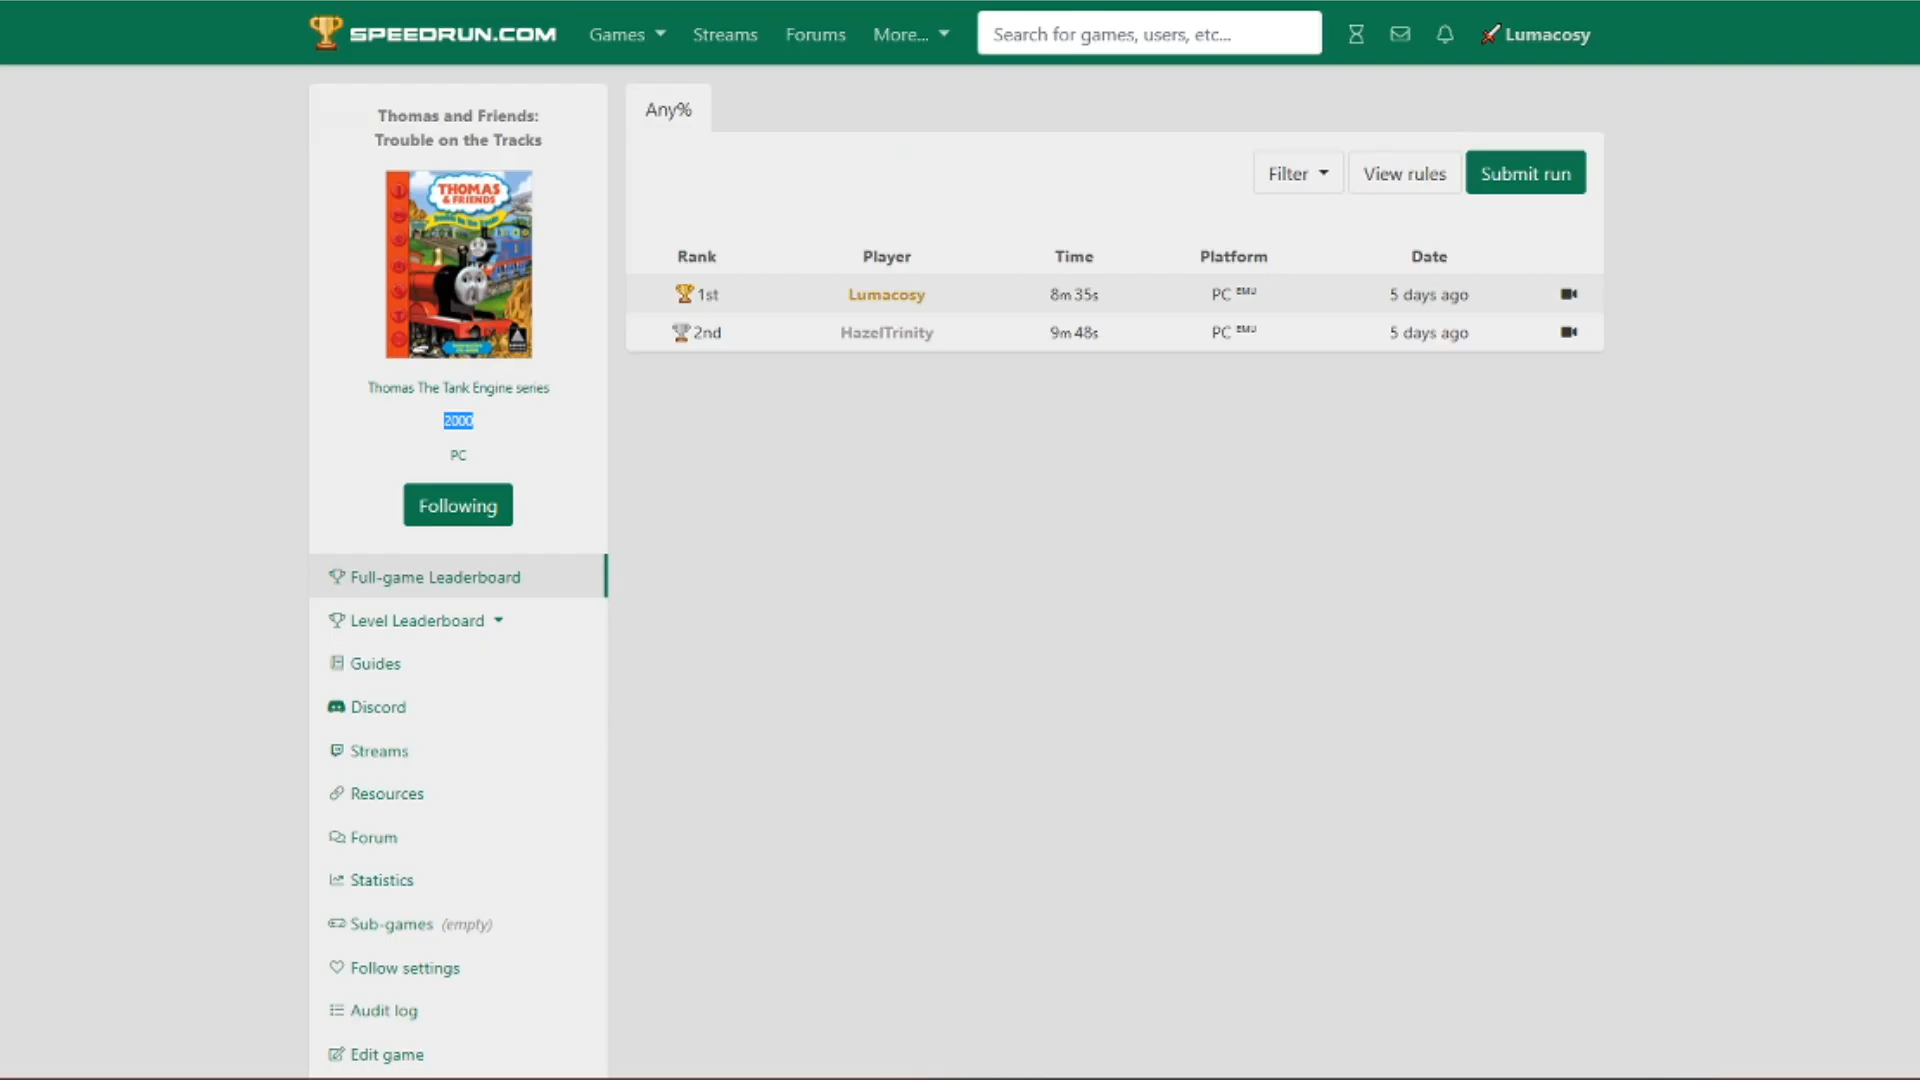 SPEEDRUN.COM Games Streams Forums More... Search for games, users, etc... Lumacosy
Thomas and Friends:
Trouble on the Tracks
THOMAS
& FRIENDS
Thomas The Tank Engine series
2000
PC
Following
Full-game Leaderboard
Level Leaderboard
Guides
Discord
Streams
Resources
Forum
Statistics
Sub-games (empty)
Follow settings
Audit log
Edit game
Any%
Filter View rules Submit run
Rank Player Time Platform Date
1st Lumacosy 8m 35s PC EMU 5 days ago
2nd HazelTrinity 9m 48s PC EMU 5 days ago